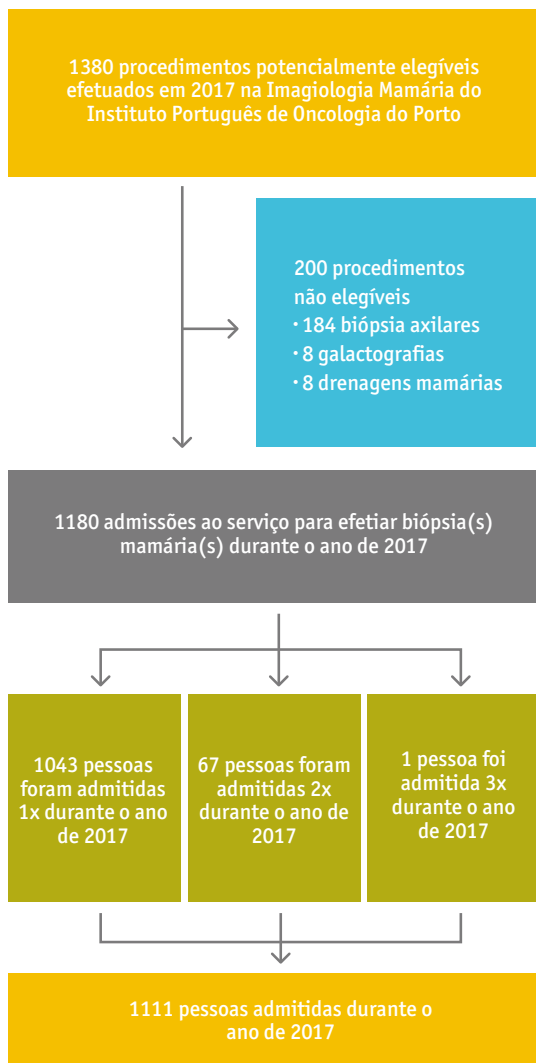 1380 procedimentos potencialmente elegíveis
efetuados em 2017 na Imagiologia Mamária do
Instituto Português de Oncologia do Porto
200 procedimentos
não elegíveis
• 184 biópsia axilares
• 8 galactografias
• 8 drenagens mamárias
1180 admissões ao serviço para efetiar biópsia(s)
mamária(s) durante o ano de 2017
1043 pessoas
foram admitidas
1x durante o ano
de 2017
67 pessoas foram
admitidas 2x
durante o ano de
2017
1 pessoa foi
admitida 3x
durante o ano
de 2017
1111 pessoas admitidas durante o
ano de 2017